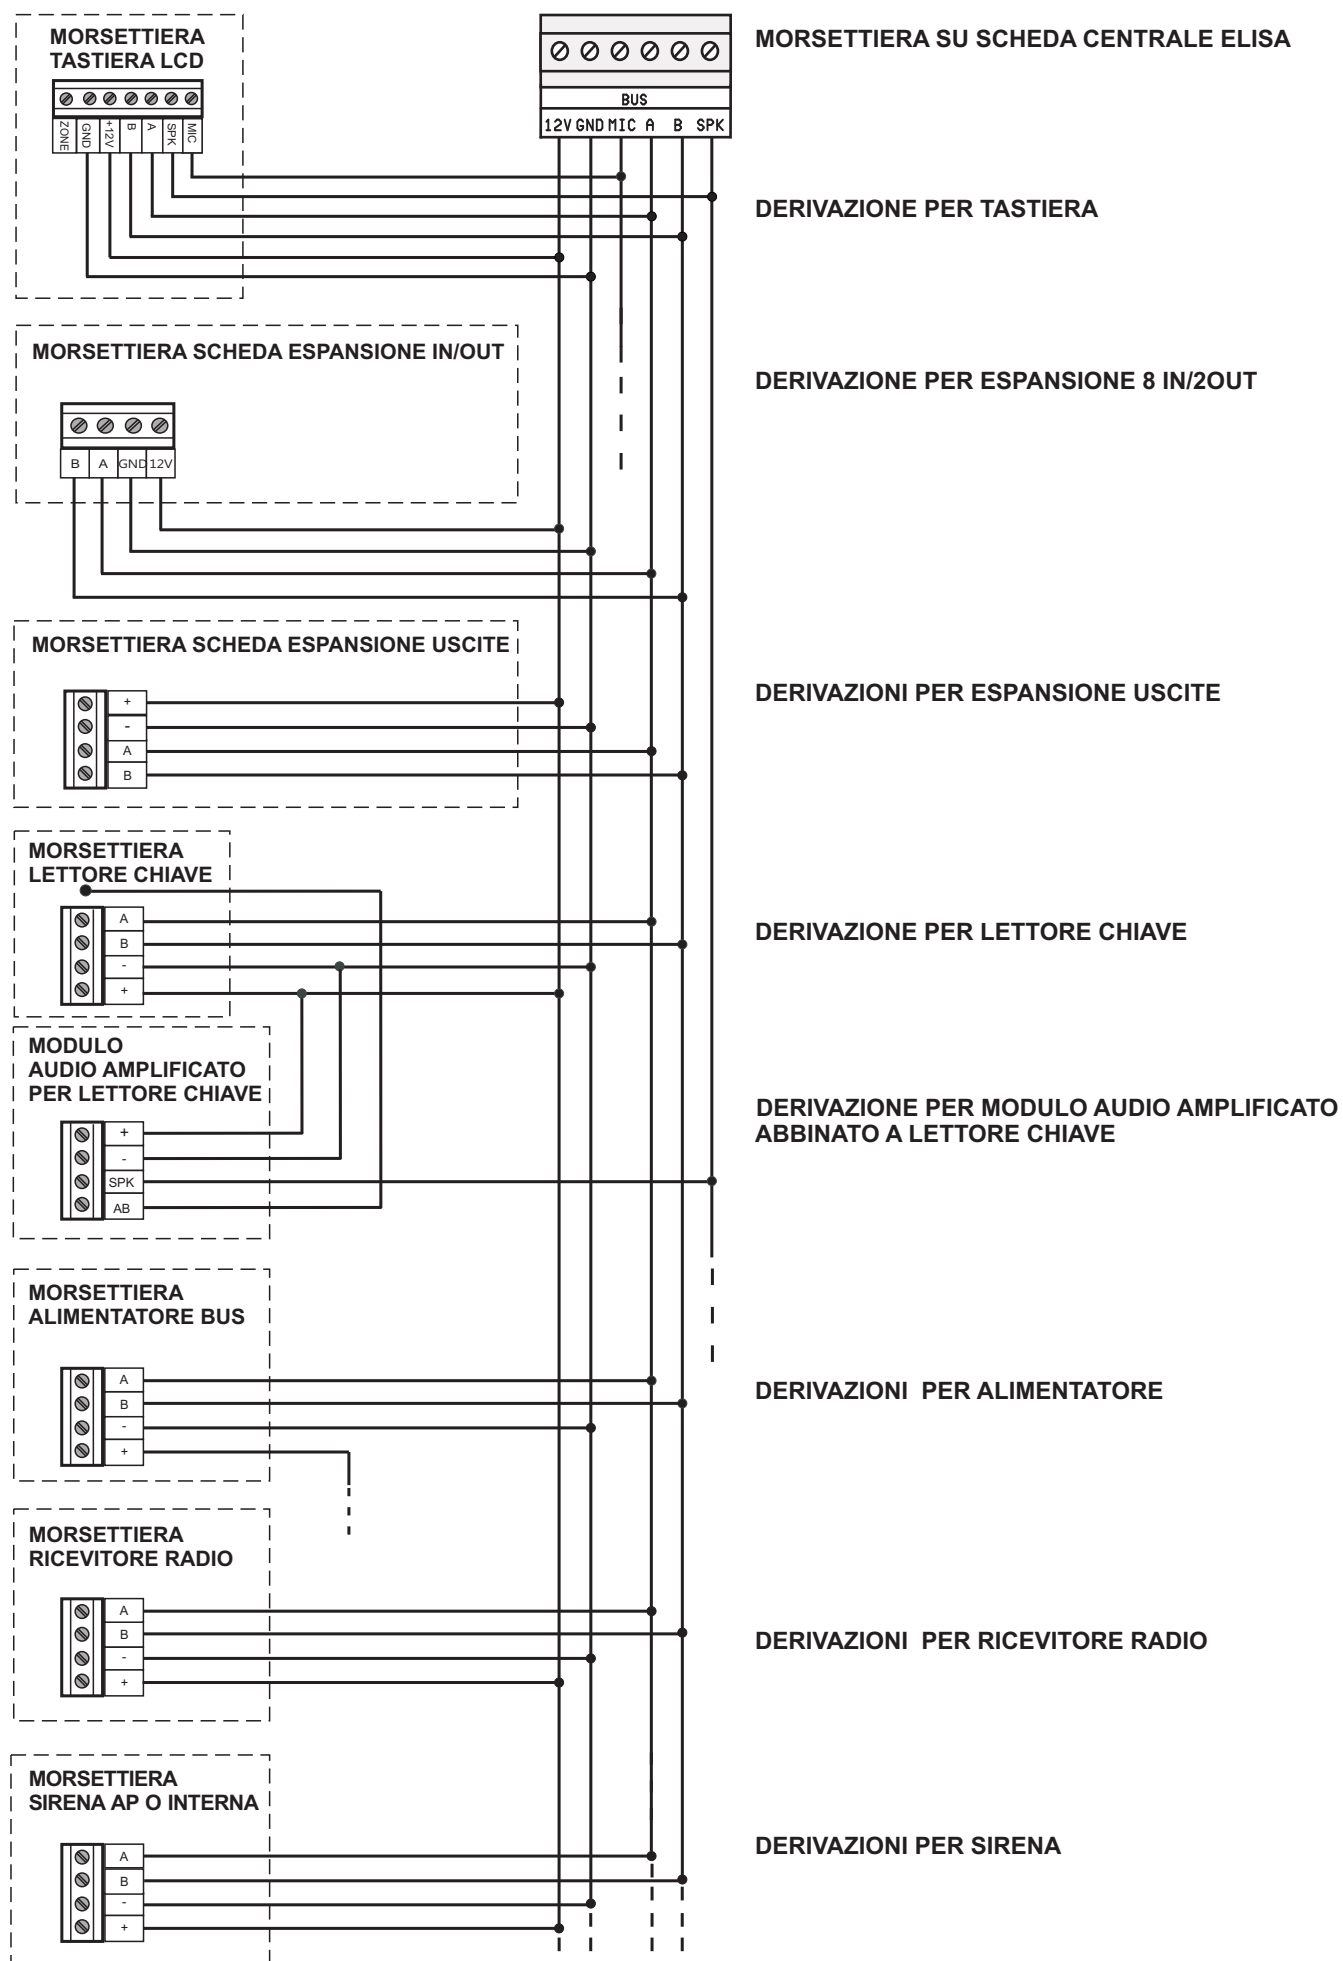 MORSETTIERA
TASTIERA LCD
ZONE GND +12V B A SPK MIC
MORSETTIERA SU SCHEDA CENTRALE ELISA
BUS
12V GND MIC A B SPK
DERIVAZIONE PER TASTIERA
MORSETTIERA SCHEDA ESPANSIONE IN/OUT
B A GND 12V
DERIVAZIONE PER ESPANSIONE 8 IN/2OUT
MORSETTIERA SCHEDA ESPANSIONE USCITE
+
-
A
B
DERIVAZIONI PER ESPANSIONE USCITE
MORSETTIERA
LETTORE CHIAVE
A
B
-
+
DERIVAZIONE PER LETTORE CHIAVE
MODULO
AUDIO AMPLIFICATO
PER LETTORE CHIAVE
+
-
SPK
AB
DERIVAZIONE PER MODULO AUDIO AMPLIFICATO
ABBINATO A LETTORE CHIAVE
MORSETTIERA
ALIMENTATORE BUS
A
B
-
+
DERIVAZIONI PER ALIMENTATORE
MORSETTIERA
RICEVITORE RADIO
A
B
-
+
DERIVAZIONI PER RICEVITORE RADIO
MORSETTIERA
SIRENA AP O INTERNA
A
B
-
+
DERIVAZIONI PER SIRENA